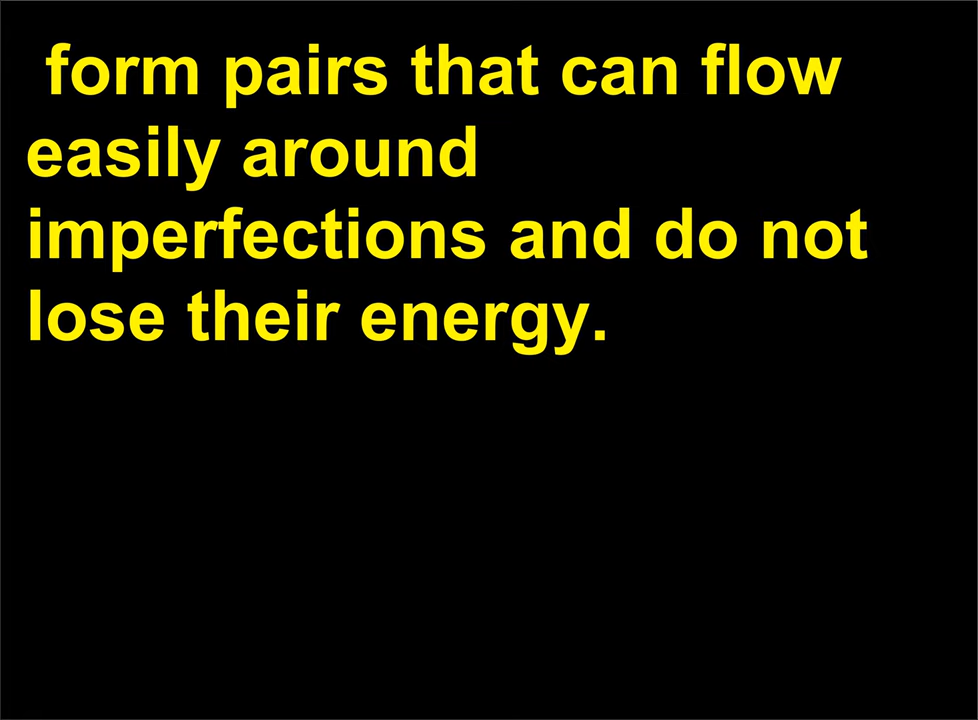 form pairs that can flow
easily around
imperfections and do not
lose their energy.